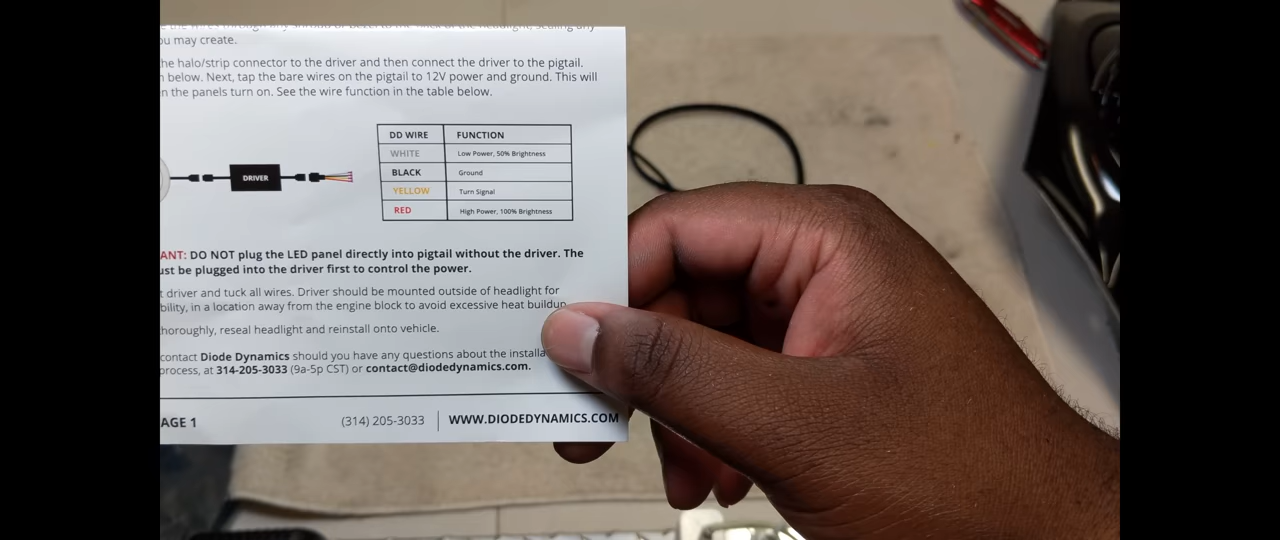 ou may create.
he halo/strip connector to the driver and then connect the driver to the pigtail.
below. Next, tap the bare wires on the pigtail to 12V power and ground. This will
n the panels turn on. See the wire function in the table below.
DD WIRE FUNCTION
WHITE Low Power, 50% Brightness
BLACK Ground
YELLOW Turn Signal
RED High Power, 100% Brightness
DRIVER
ANT: DO NOT plug the LED panel directly into pigtail without the driver. The
ust be plugged into the driver first to control the power.
t driver and tuck all wires. Driver should be mounted outside of headlight for
bility, in a location away from the engine block to avoid excessive heat buildup
horoughly, reseal headlight and reinstall onto vehicle.
contact Diode Dynamics should you have any questions about the installa
process, at 314-205-3033 (9a-5p CST) or contact@diodedynamics.com.
AGE 1 (314) 205-3033 WWW.DIODEDYNAMICS.COM